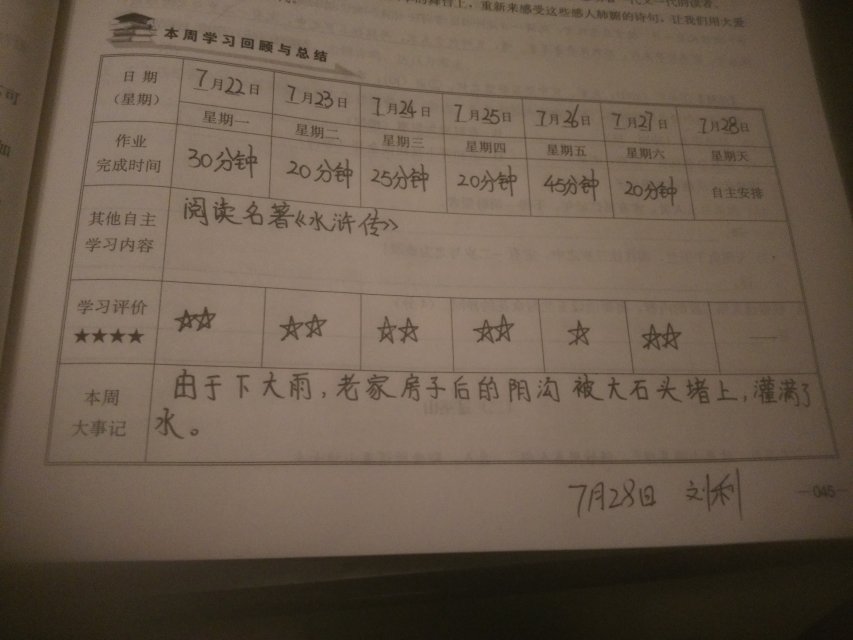 舞台上，重新来感受这些感人肺腑的诗句，让我们用大爱
本周学习回顾与总结
日期（星期） 7月22日 7月23日 7月24日 7月25日 7月26日 7月27日 7月28日
星期一 星期二 星期三 星期四 星期五 星期六 星期天
作业完成时间 30分钟 20分钟 25分钟 20分钟 45分钟 20分钟 自主安排
其他自主学习内容 阅读名著《水浒传》
学习评价
★★★★ ☆☆ ☆☆ ☆☆ ☆☆ ☆ ☆☆ —
本周大事记 由于下大雨，老家房子后的阴沟被大石头堵上，灌满了
水。
7月28日 刘利
045